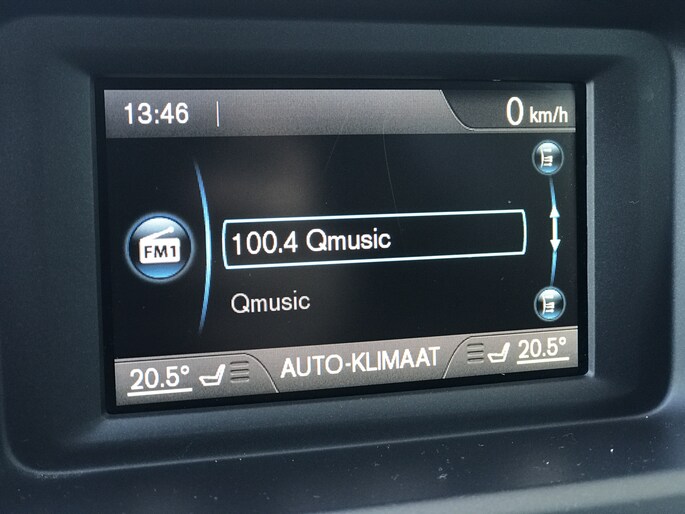 13:46
0 km/h
FM1
100.4 Qmusic
Qmusic
20.5° AUTO-KLIMAAT 20.5°